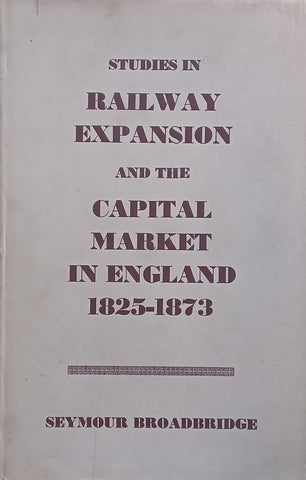 STUDIES IN
RAILWAY
EXPANSION
AND THE
CAPITAL
MARKET
IN ENGLAND
1825-1873
SEYMOUR BROADBRIDGE